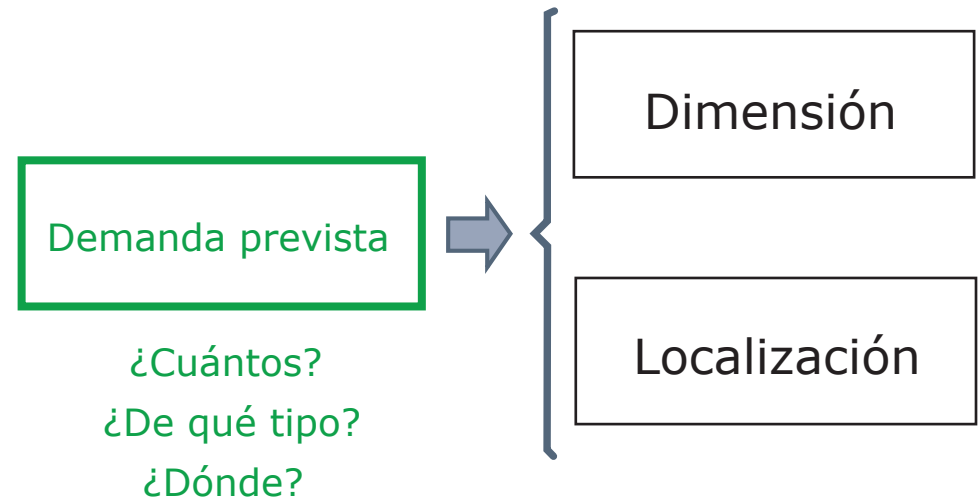 Demanda prevista
¿Cuántos?
¿De qué tipo?
¿Dónde?
Dimensión
Localización